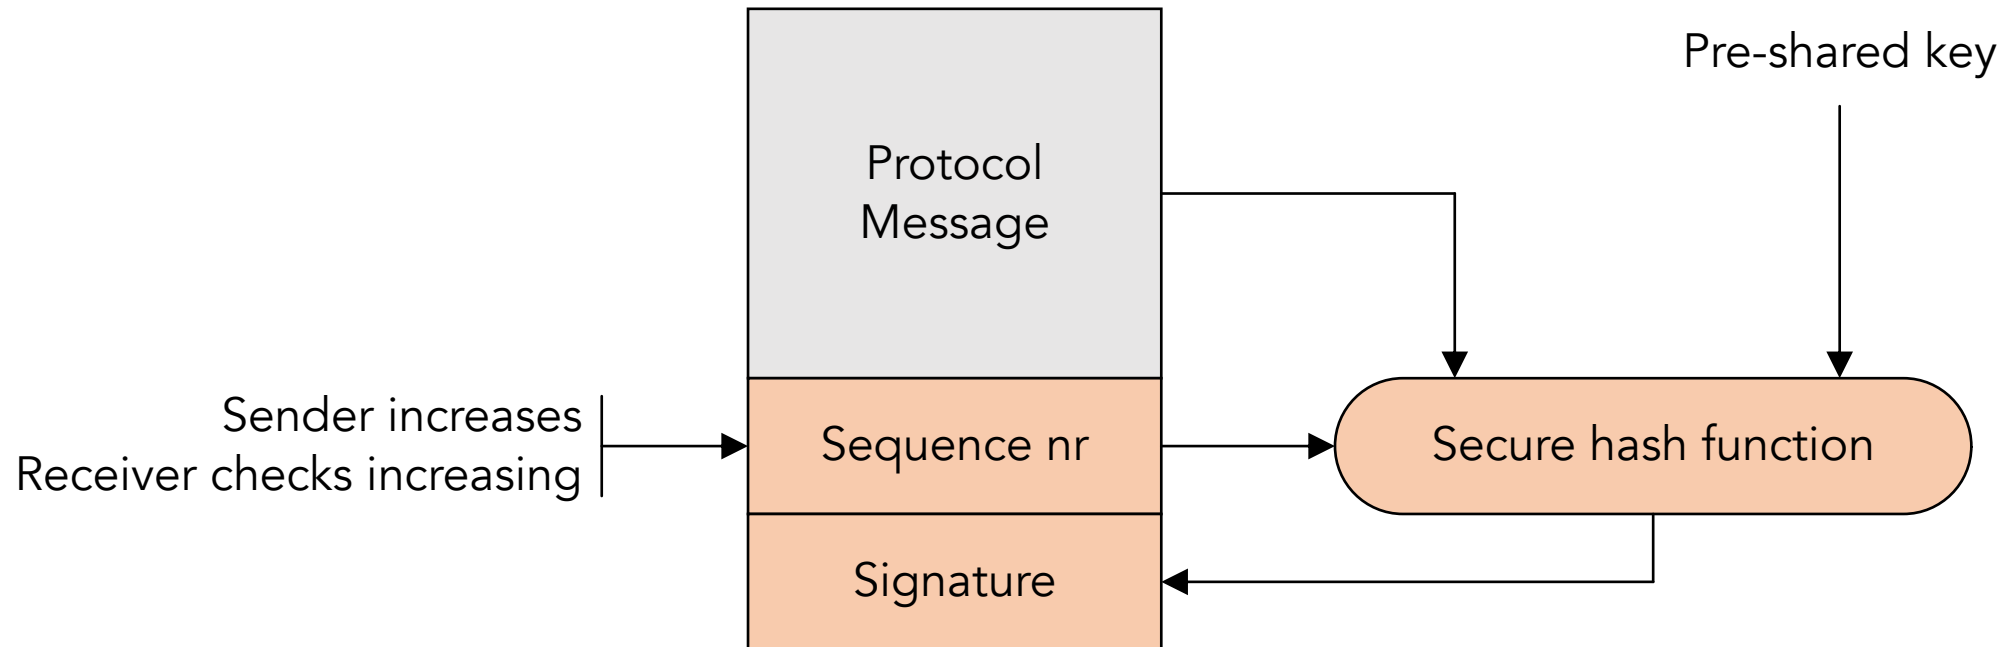 Pre-shared key
Protocol
Message
Sender increases
Receiver checks increasing
Sequence nr
Secure hash function
Signature